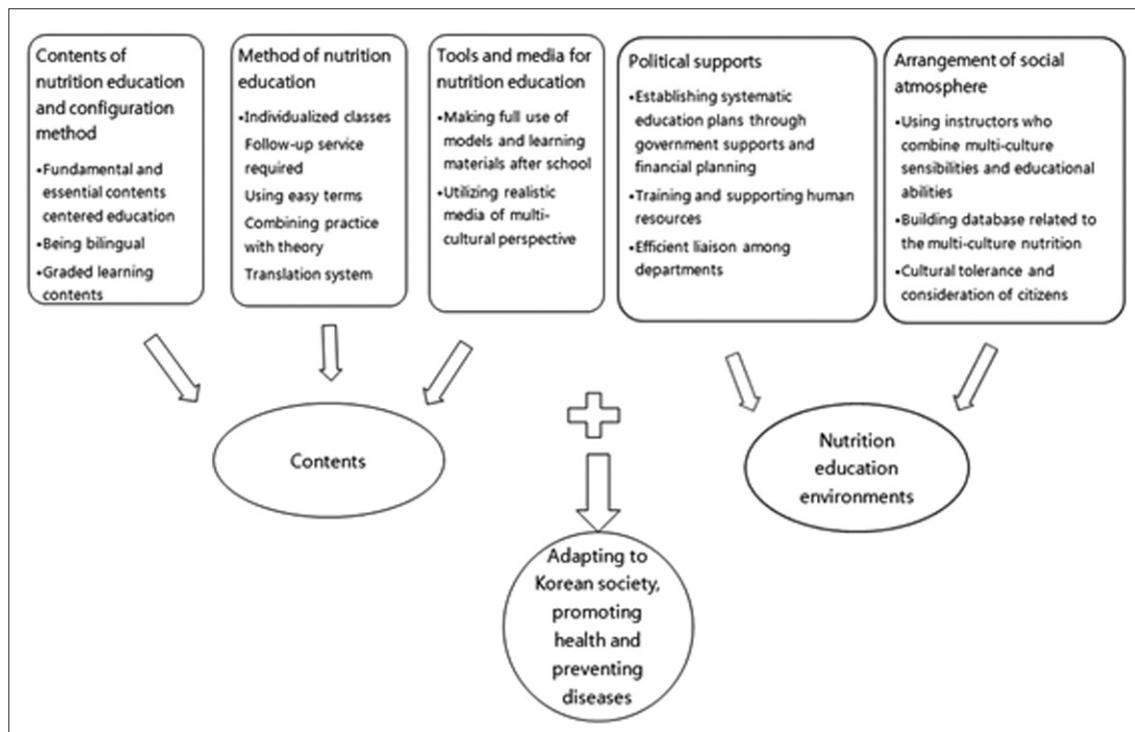 Contents of
nutrition education
and configuration
method
•Fundamental and
essential contents
centered education
•Being bilingual
•Graded learning
contents
Method of nutrition
education
•Individualized classes
Follow-up service
required
Using easy terms
Combining practice
with theory
Translation system
Tools and media for
nutrition education
•Making full use of
models and learning
materials after school
•Utilizing realistic
media of multi-
cultural perspective
Political supports
•Establishing systematic
education plans through
government supports and
financial planning
•Training and supporting human
resources
•Efficient liaison among
departments
Arrangement of social
atmosphere
•Using instructors who
combine multi-culture
sensibilities and educational
abilities
•Building database related to
the multi-culture nutrition
•Cultural tolerance and
consideration of citizens
Contents
Nutrition
education
environments
Adapting to
Korean society,
promoting
health and
preventing
diseases